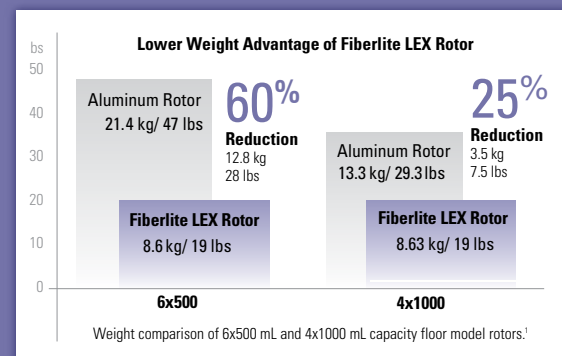 Lower Weight Advantage of Fiberlite LEX Rotor
bs
50
40
30
20
10
0
Aluminum Rotor
21.4 kg/ 47 lbs
60%
Reduction
12.8 kg
28 lbs
Fiberlite LEX Rotor
8.6 kg/ 19 lbs
25%
Reduction
3.5 kg
7.5 lbs
Aluminum Rotor
13.3 kg/ 29.3 lbs
Fiberlite LEX Rotor
8.63 kg/ 19 lbs
6x500
4x1000
Weight comparison of 6x500 mL and 4x1000 mL capacity floor model rotors.¹